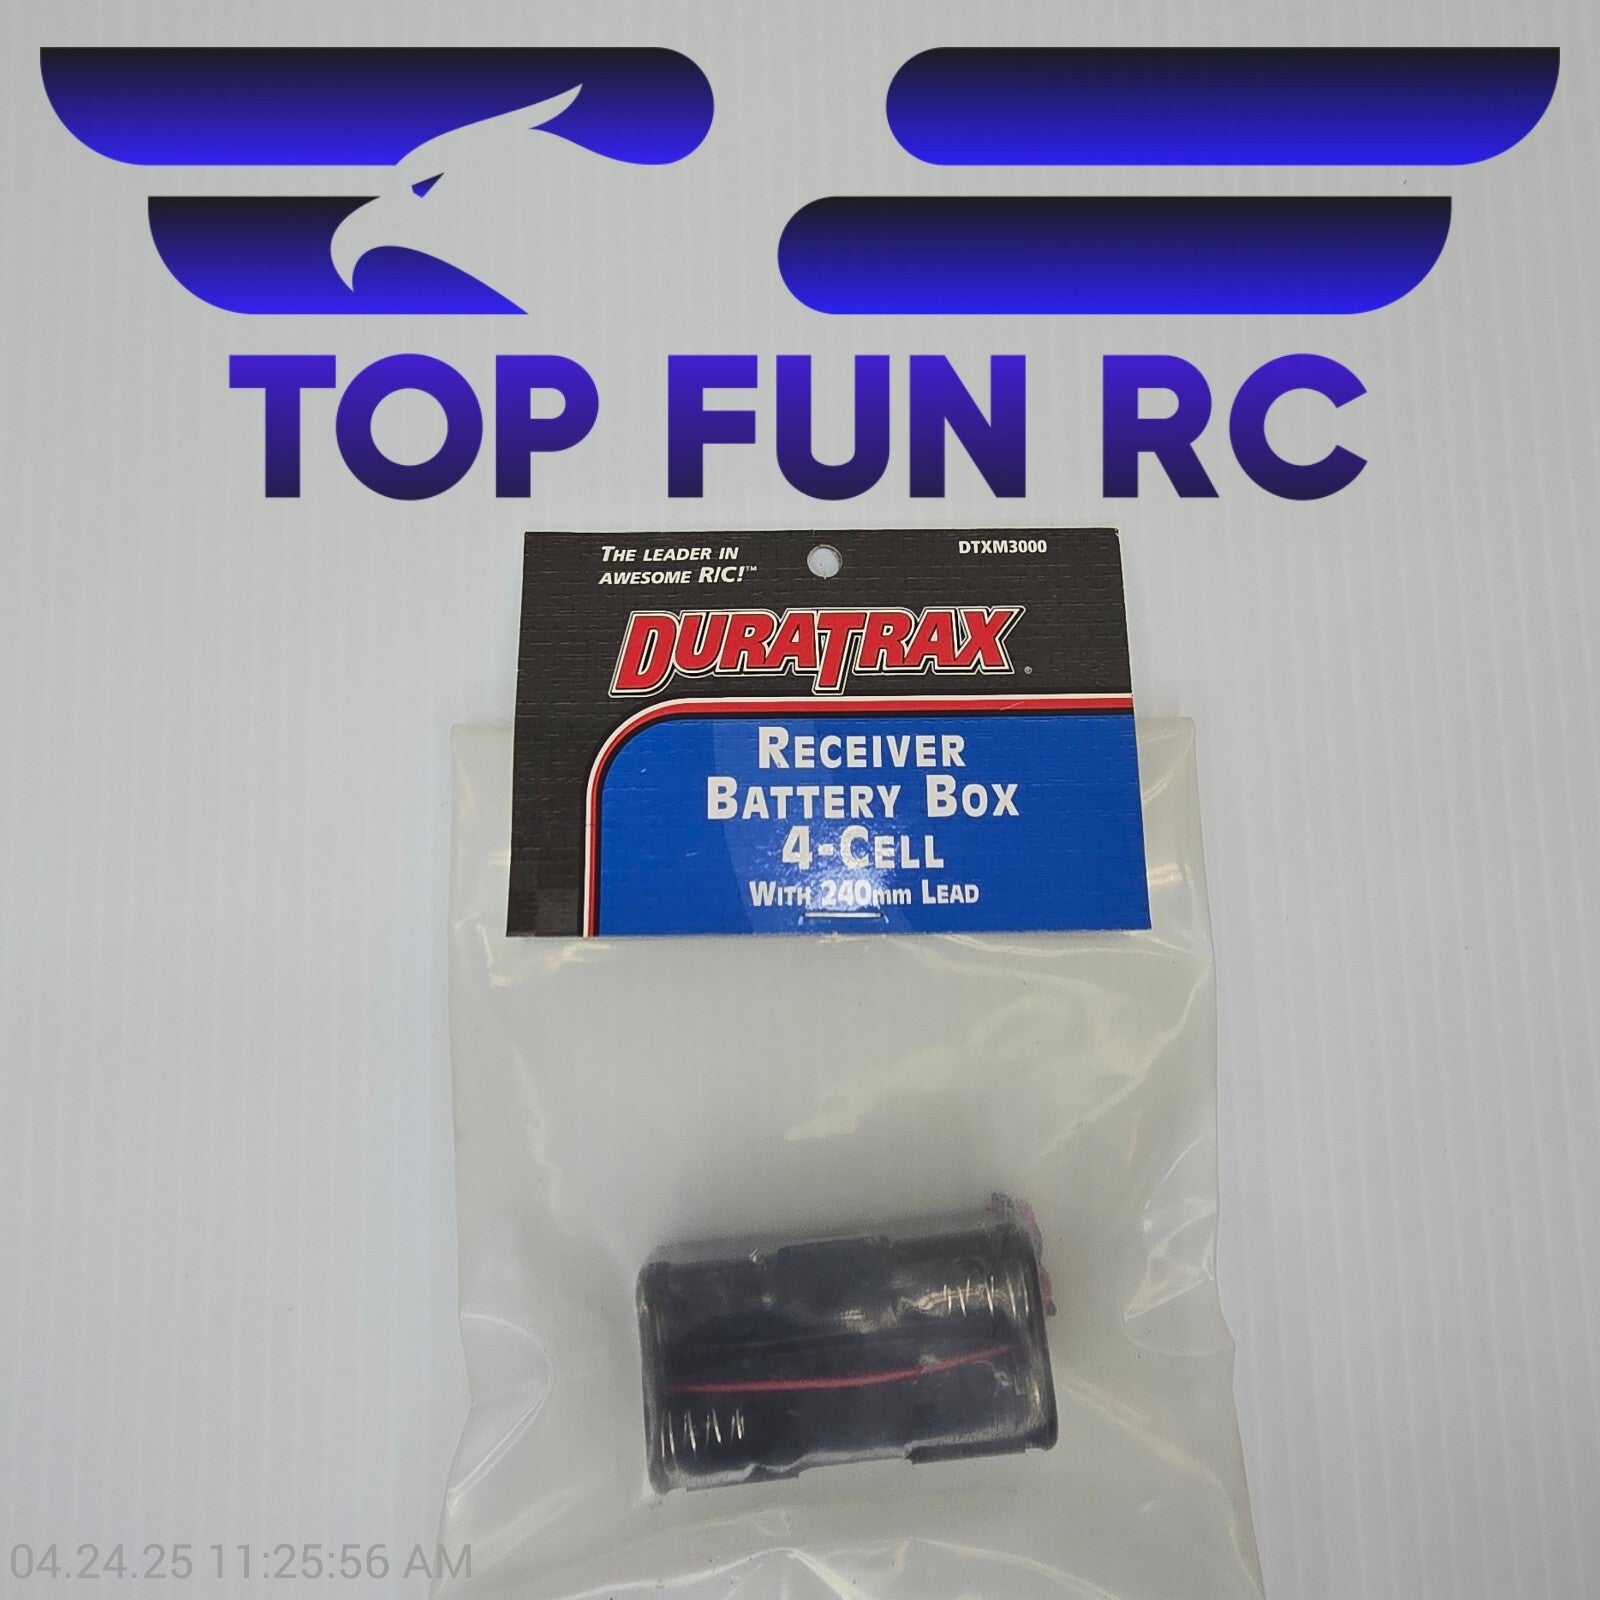 TOP FUN RC
THE LEADER IN
AWESOME R/C!™
DTXM3000
DURATRAX®
RECEIVER
BATTERY BOX
4-CELL
WITH 240mm LEAD
04.24.25 11:25:56 AM